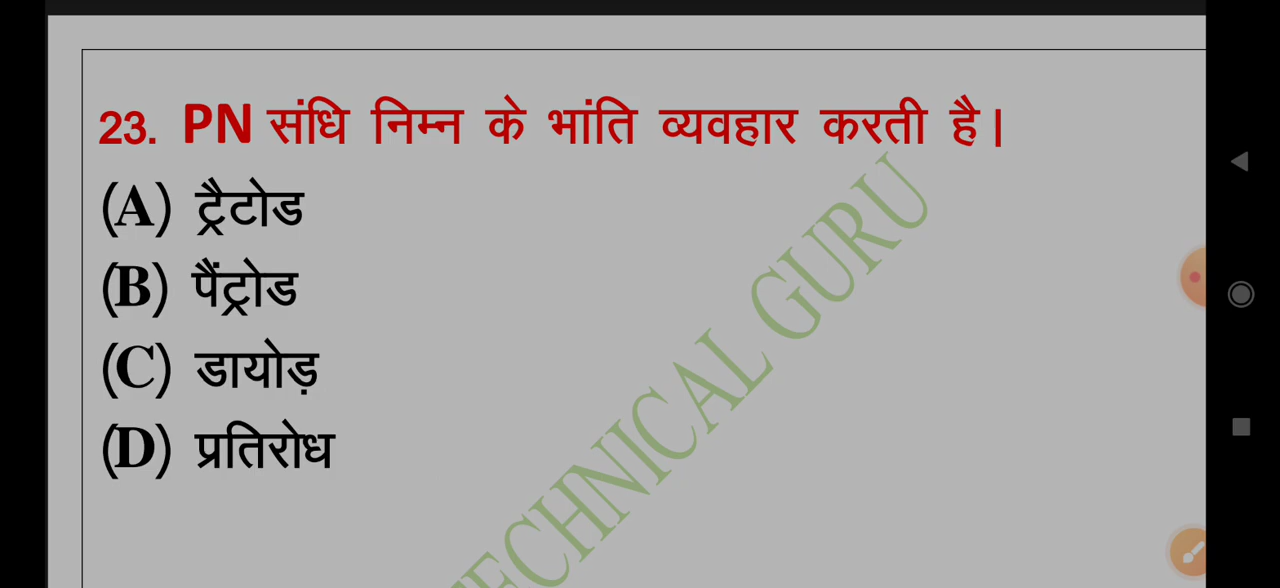 23. PN संधि निम्न के भांति व्यवहार करती है।
(A) ट्रैटोड
(B) पैंट्रोड
(C) डायोड़
(D) प्रतिरोध
TECHNICAL GURU